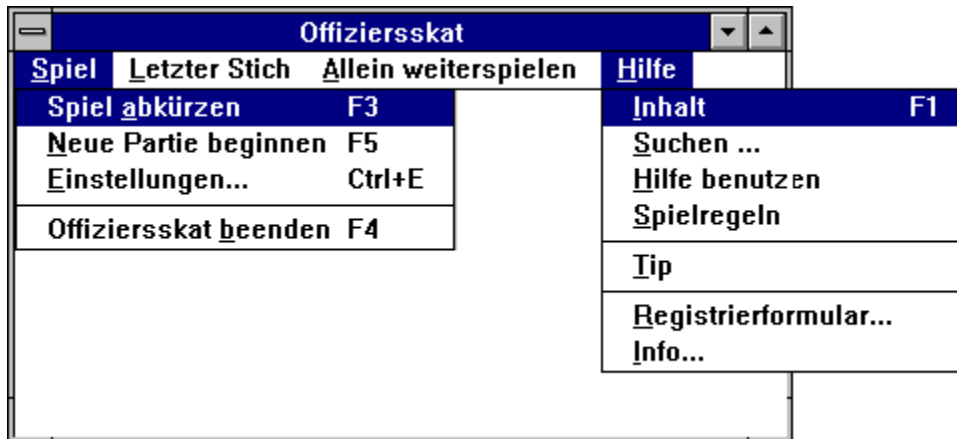 Offiziersskat
Spiel Letzter Stich Allein weiterspielen Hilfe
Spiel abkürzen F3
Neue Partie beginnen F5
Einstellungen... Ctrl+E
Offiziersskat beenden F4
Inhalt F1
Suchen ...
Hilfe benutzen
Spielregeln
Tip
Registrierformular...
Info...